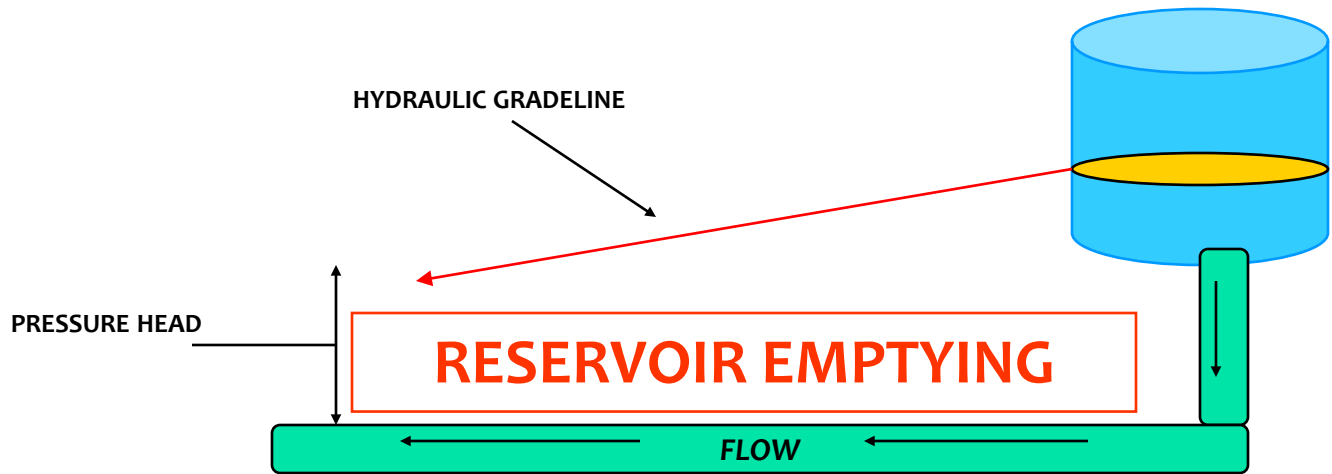 HYDRAULIC GRADELINE
PRESSURE HEAD
RESERVOIR EMPTYING
FLOW